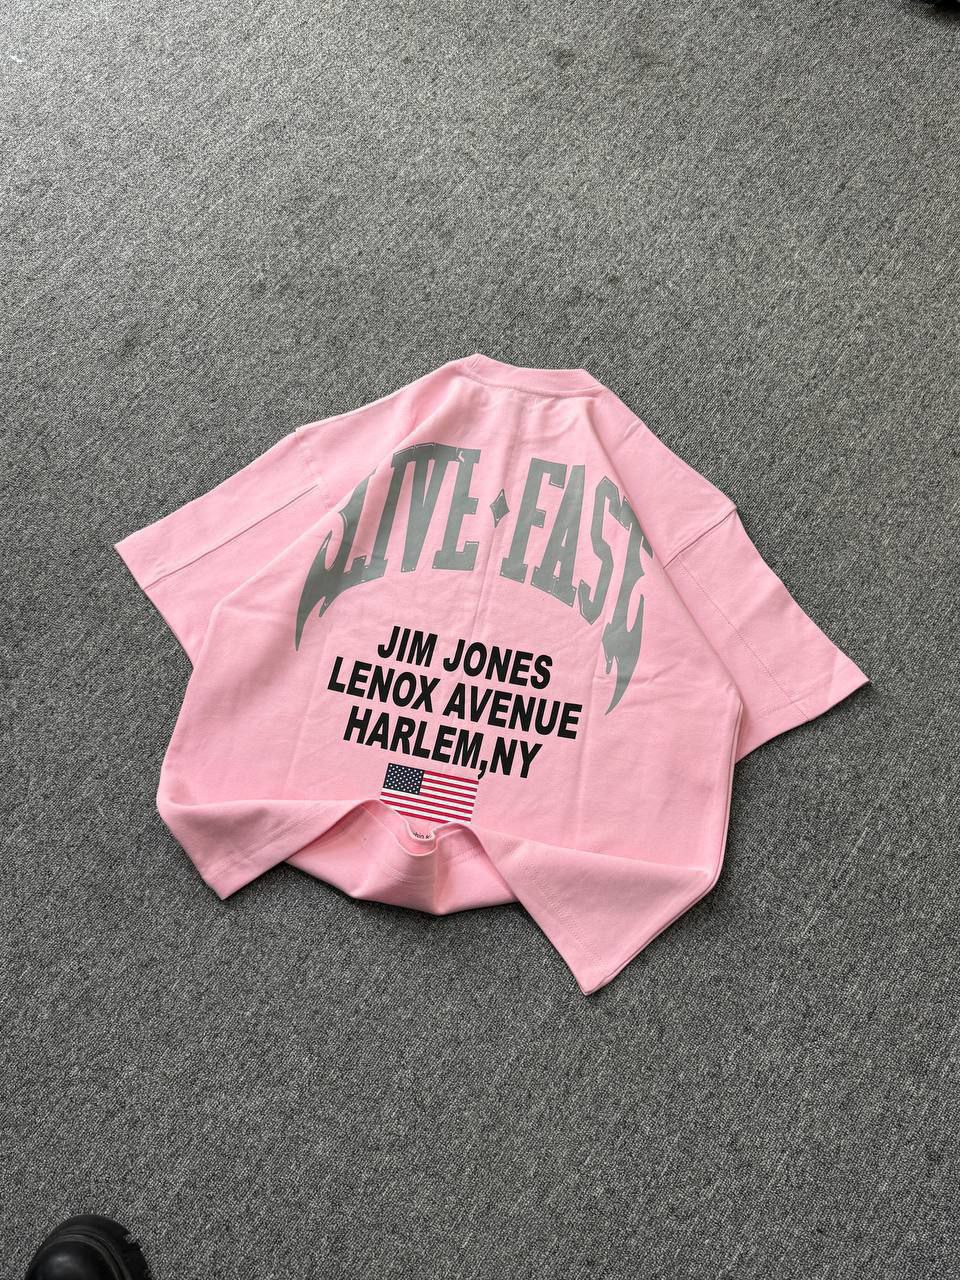 LIVE FAST
JIM JONES
LENOX AVENUE
HARLEM,NY